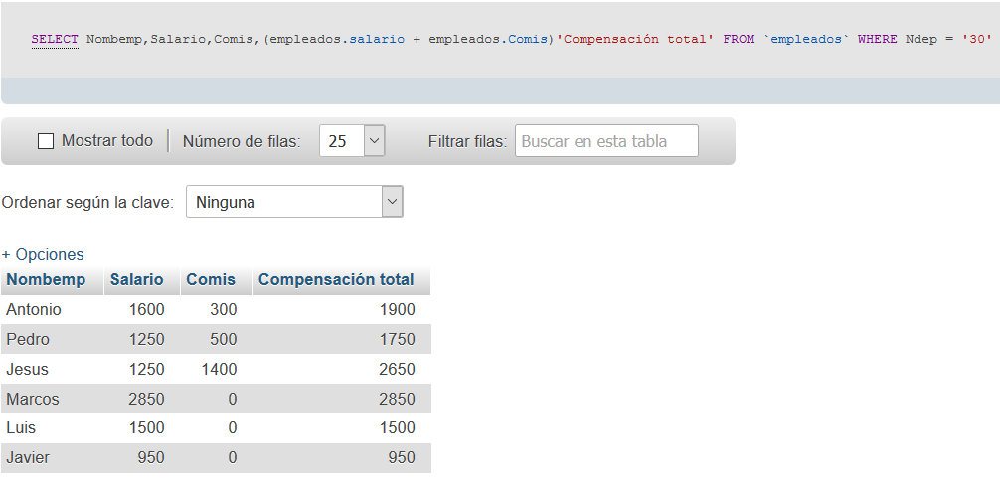 SELECT Nombemp,Salario,Comis,(empleados.salario + empleados.Comis)'Compensación total' FROM `empleados` WHERE Ndep = '30'
Mostrar todo Número de filas: 25 Filtrar filas: Buscar en esta tabla
Ordenar según la clave: Ninguna
+ Opciones
Nombemp Salario Comis Compensación total
Antonio 1600 300 1900
Pedro 1250 500 1750
Jesus 1250 1400 2650
Marcos 2850 0 2850
Luis 1500 0 1500
Javier 950 0 950